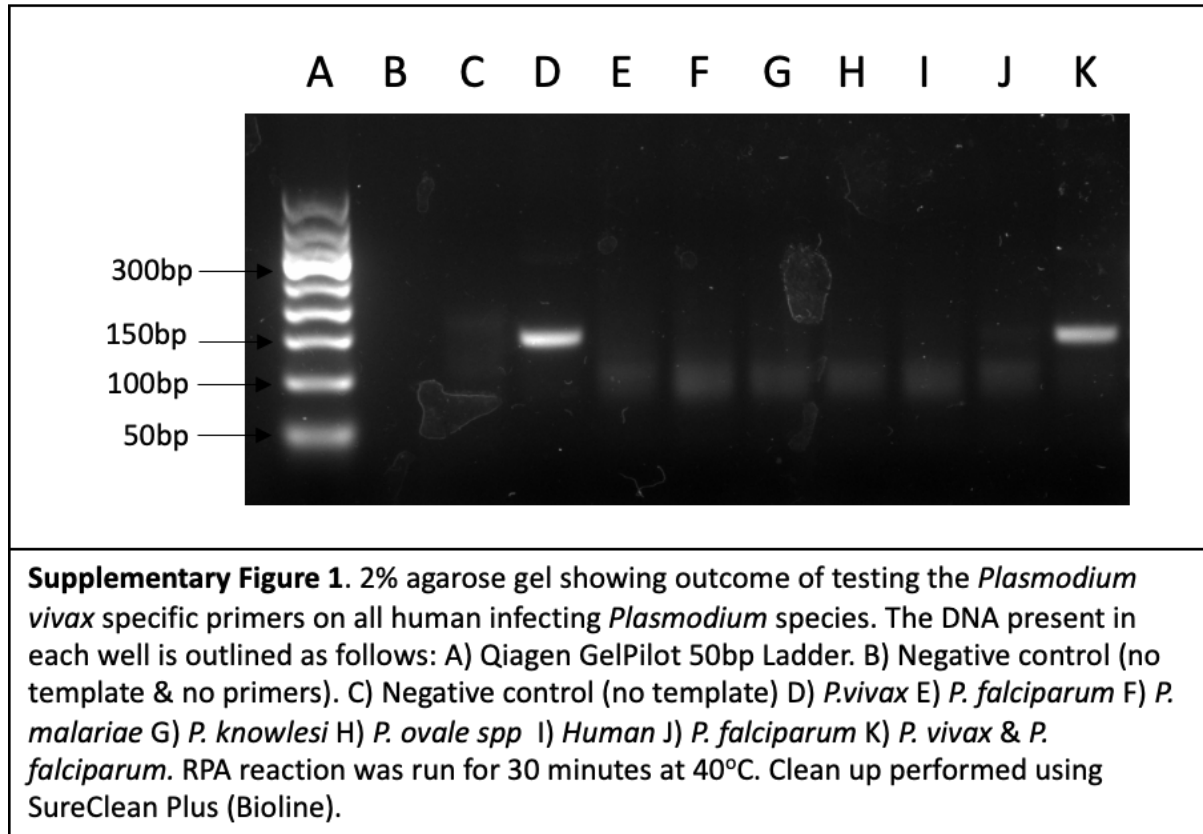 A B C D E F G H I J K
300bp
150bp
100bp
50bp
Supplementary Figure 1. 2% agarose gel showing outcome of testing the Plasmodium
vivax specific primers on all human infecting Plasmodium species. The DNA present in
each well is outlined as follows: A) Qiagen GelPilot 50bp Ladder. B) Negative control (no
template & no primers). C) Negative control (no template) D) P.vivax E) P. falciparum F) P.
malariae G) P. knowlesi H) P. ovale spp I) Human J) P. falciparum K) P. vivax & P.
falciparum. RPA reaction was run for 30 minutes at 40°C. Clean up performed using
SureClean Plus (Bioline).